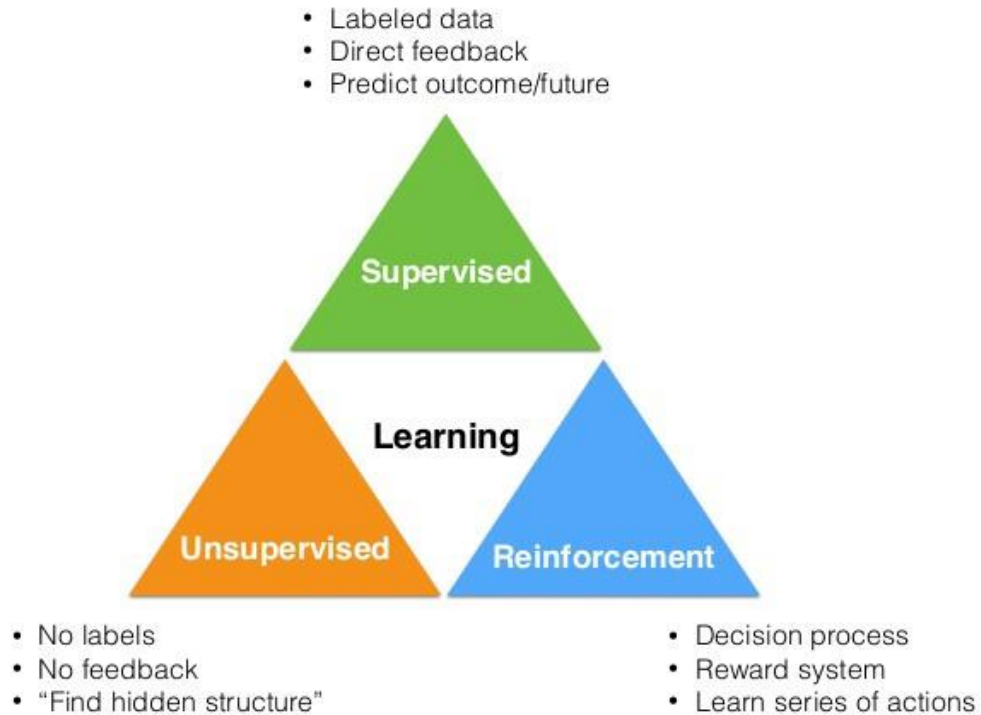 • Labeled data
• Direct feedback
• Predict outcome/future
Supervised
Learning
Unsupervised
Reinforcement
• No labels
• No feedback
• “Find hidden structure”
• Decision process
• Reward system
• Learn series of actions